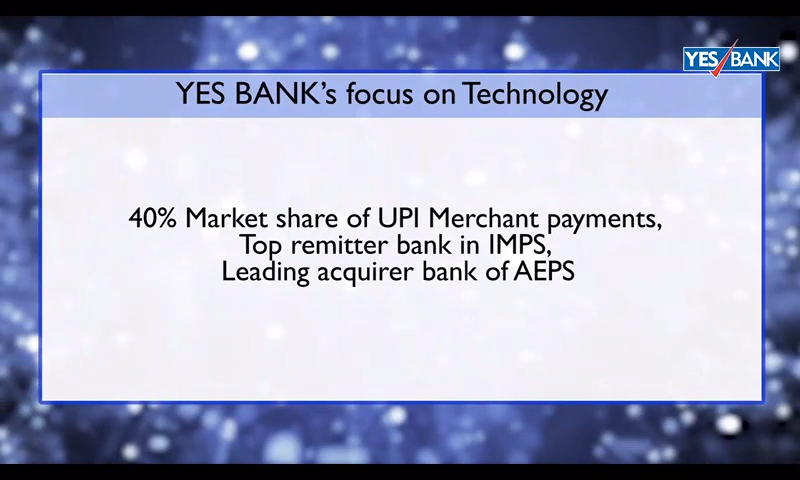 YES BANK
YES BANK's focus on Technology
40% Market share of UPI Merchant payments,
Top remitter bank in IMPS,
Leading acquirer bank of AEPS